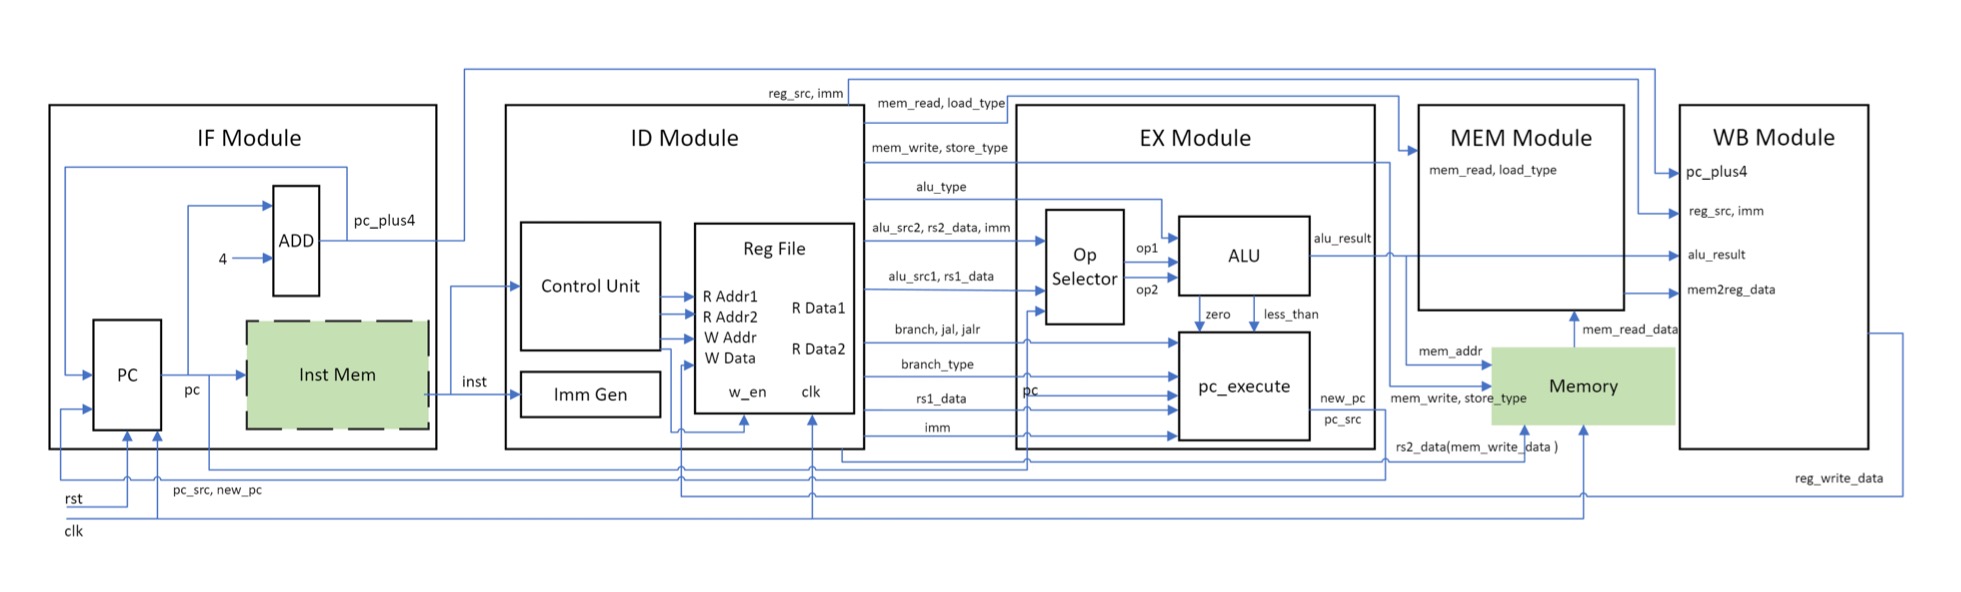 reg_src, imm
mem_read, load_type
IF Module
ID Module
EX Module
MEM Module
WB Module
mem_write, store_type
mem_read, load_type
pc_plus4
alu_type
reg_src, imm
pc_plus4
ADD
4
alu_src2, rs2_data, imm
alu_result
Reg File
op1
ALU
alu_result
Op
Selector
alu_src1, rs1_data
op2
mem2reg_data
Control Unit
R Addr1
R Addr2
W Addr
W Data
R Data1
R Data2
zero
less_than
branch, jal, jalr
mem_read_data
mem_addr
PC
Inst Mem
pc
inst
Imm Gen
w_en
clk
branch_type
pc
rs1_data
imm
pc_execute
new_pc
pc_src
Memory
mem_write, store_type
rs2_data(mem_write_data )
reg_write_data
pc_src, new_pc
rst
clk